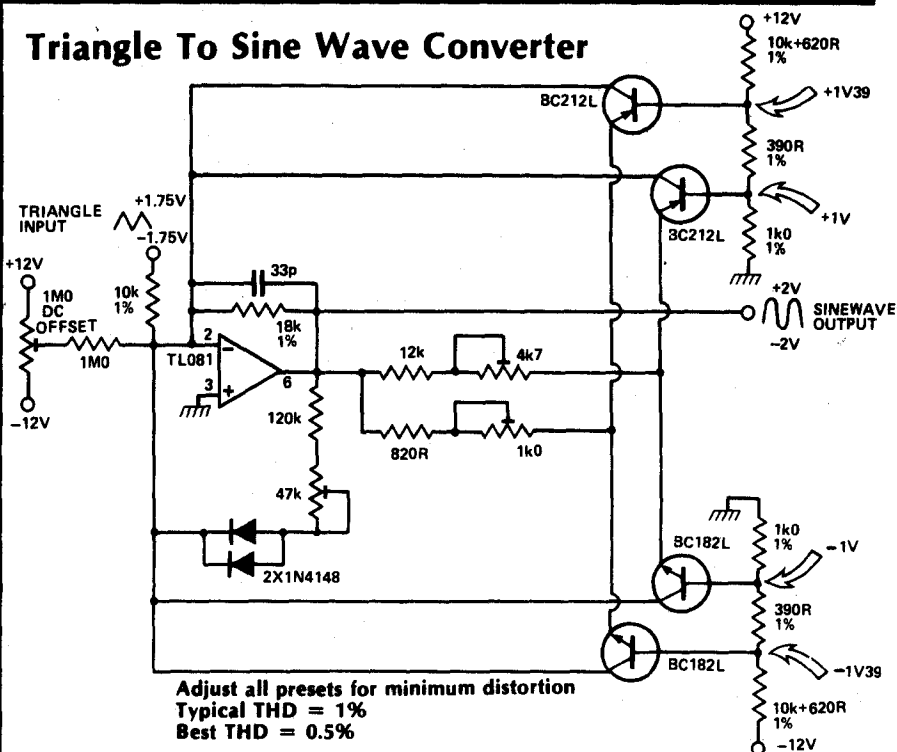 Triangle To Sine Wave Converter
+12V
10k+620R
1%
BC212L
+1V39
390R
1%
TRIANGLE
INPUT
+1.75V
−1.75V
BC212L
+1V
1k0
1%
+12V
1M0
DC
OFFSET
10k
1%
33p
18k
1%
+2V
SINEWAVE
OUTPUT
−2V
1M0
TL081
2
−
3
+
6
12k
4k7
−12V
120k
820R
1k0
47k
2X1N4148
1k0
1%
BC182L
−1V
390R
1%
BC182L
−1V39
10k+620R
1%
−12V
Adjust all presets for minimum distortion
Typical THD = 1%
Best THD = 0.5%